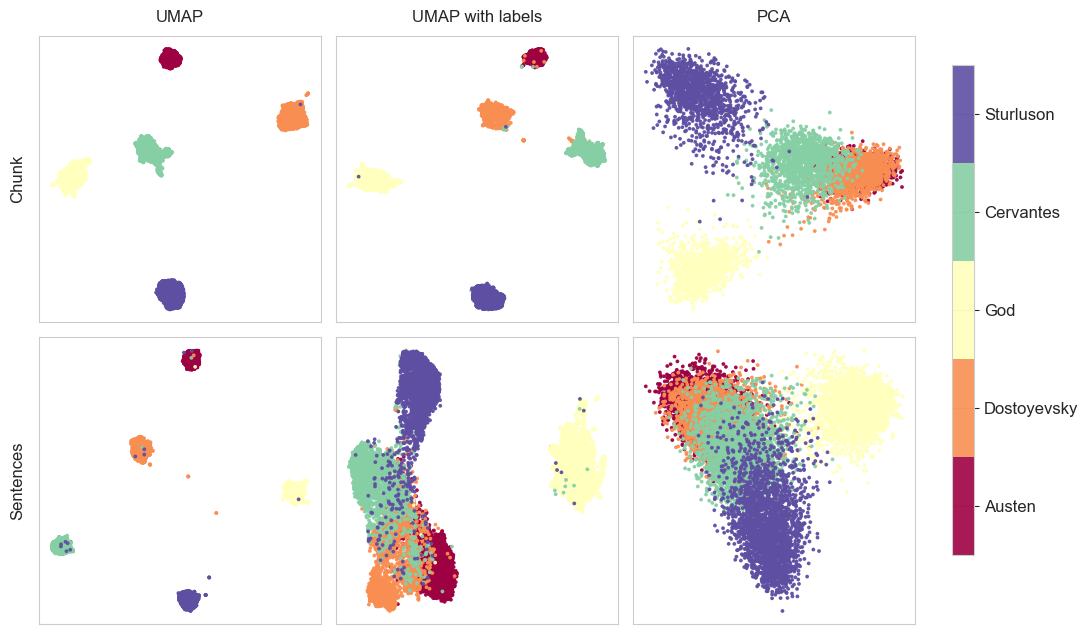 UMAP
UMAP with labels
PCA
Chunk
Sentences
Sturluson
Cervantes
God
Dostoyevsky
Austen